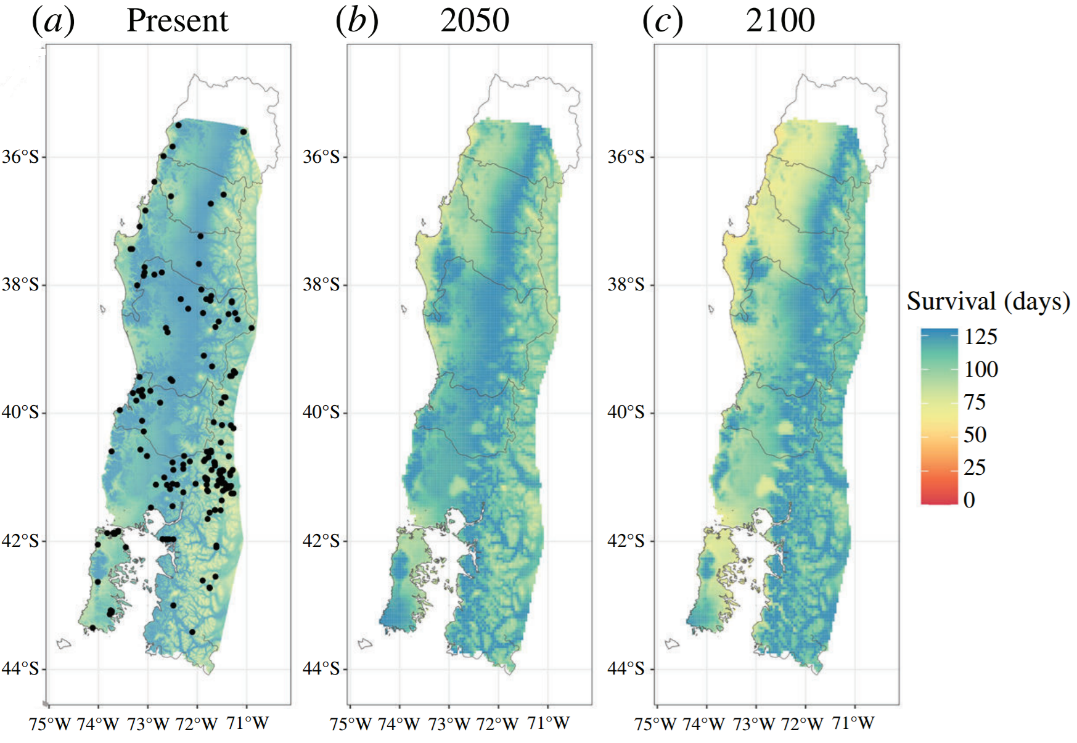 (a) Present
(b) 2050
(c) 2100
36°S
38°S
40°S
42°S
44°S
75°W 74°W 73°W 72°W 71°W
36°S
38°S
40°S
42°S
44°S
75°W 74°W 73°W 72°W 71°W
36°S
38°S
40°S
42°S
44°S
75°W 74°W 73°W 72°W 71°W
Survival (days)
125
100
75
50
25
0